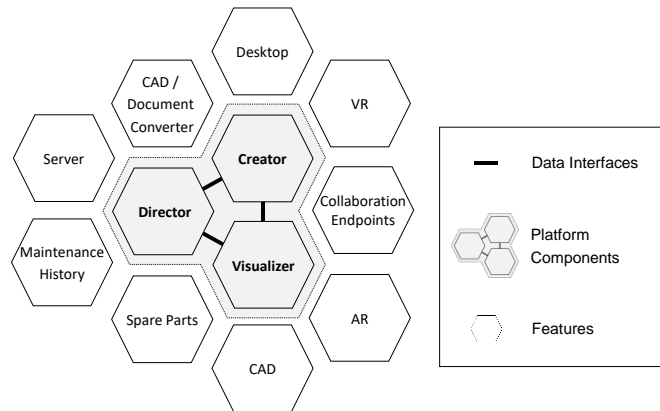 Desktop
CAD /
Document
Converter
VR
Server
Creator
Director
Collaboration
Endpoints
Maintenance
History
Visualizer
Spare Parts
AR
CAD
Data Interfaces
Platform
Components
Features